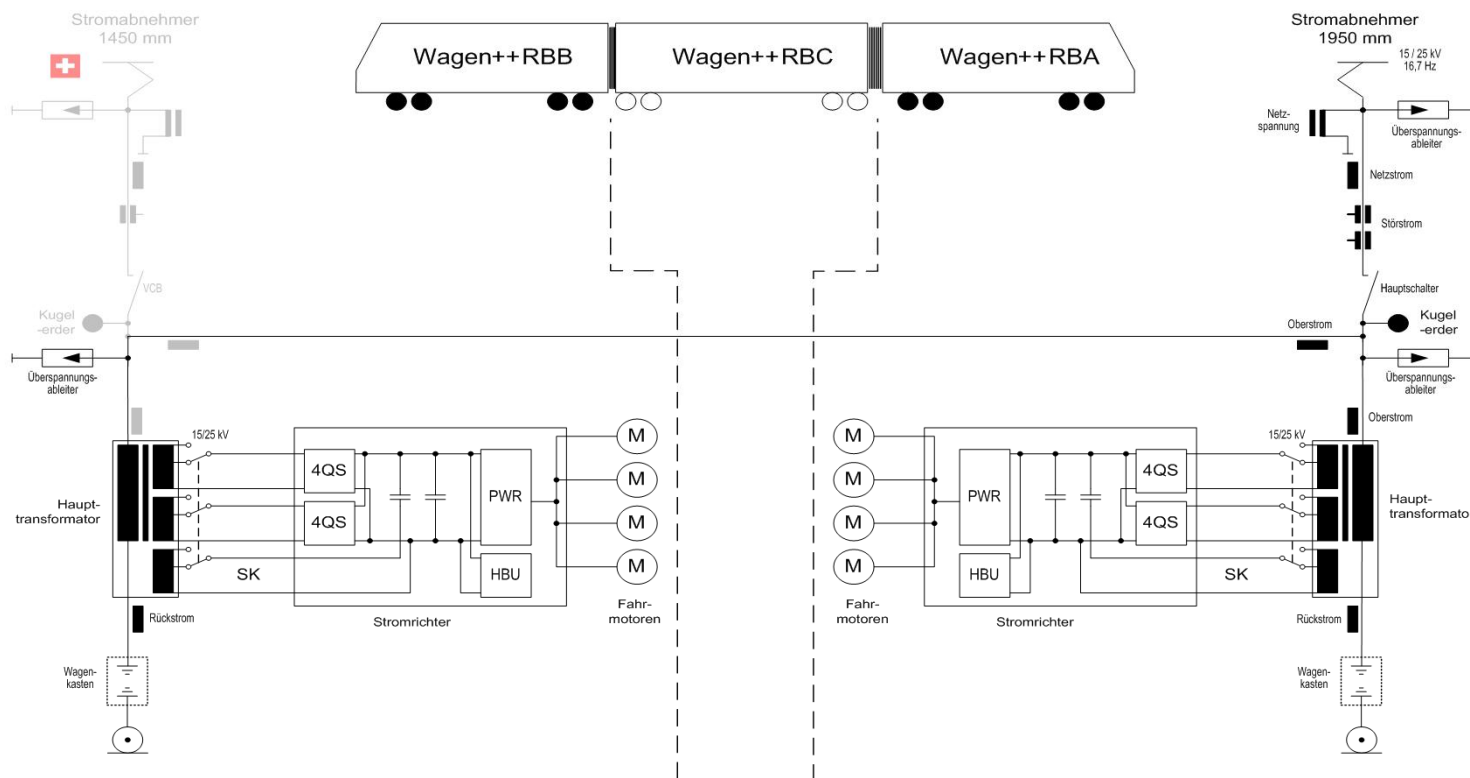 Stromabnehmer
1450 mm
Wagen++RBB
Wagen++RBC
Wagen++RBA
Stromabnehmer
1950 mm
15 / 25 kV
16,7 Hz
Netz-
spannung
Überspannungs-
ableiter
Netzstrom
Störstrom
VCB
Hauptschalter
Kugel
-erder
Kugel
-erder
Oberstrom
Überspannungs-
ableiter
Überspannungs-
ableiter
Oberstrom
15/25 kV
15/25 kV
M
M
M
M
M
M
M
M
4QS
4QS
PWR
HBU
PWR
HBU
4QS
4QS
Haupt-
transformator
Haupt-
transformato
SK
SK
Stromrichter
Fahr-
motoren
Fahr-
motoren
Stromrichter
Rückstrom
Rückstrom
Wagen-
kasten
Wagen-
kasten